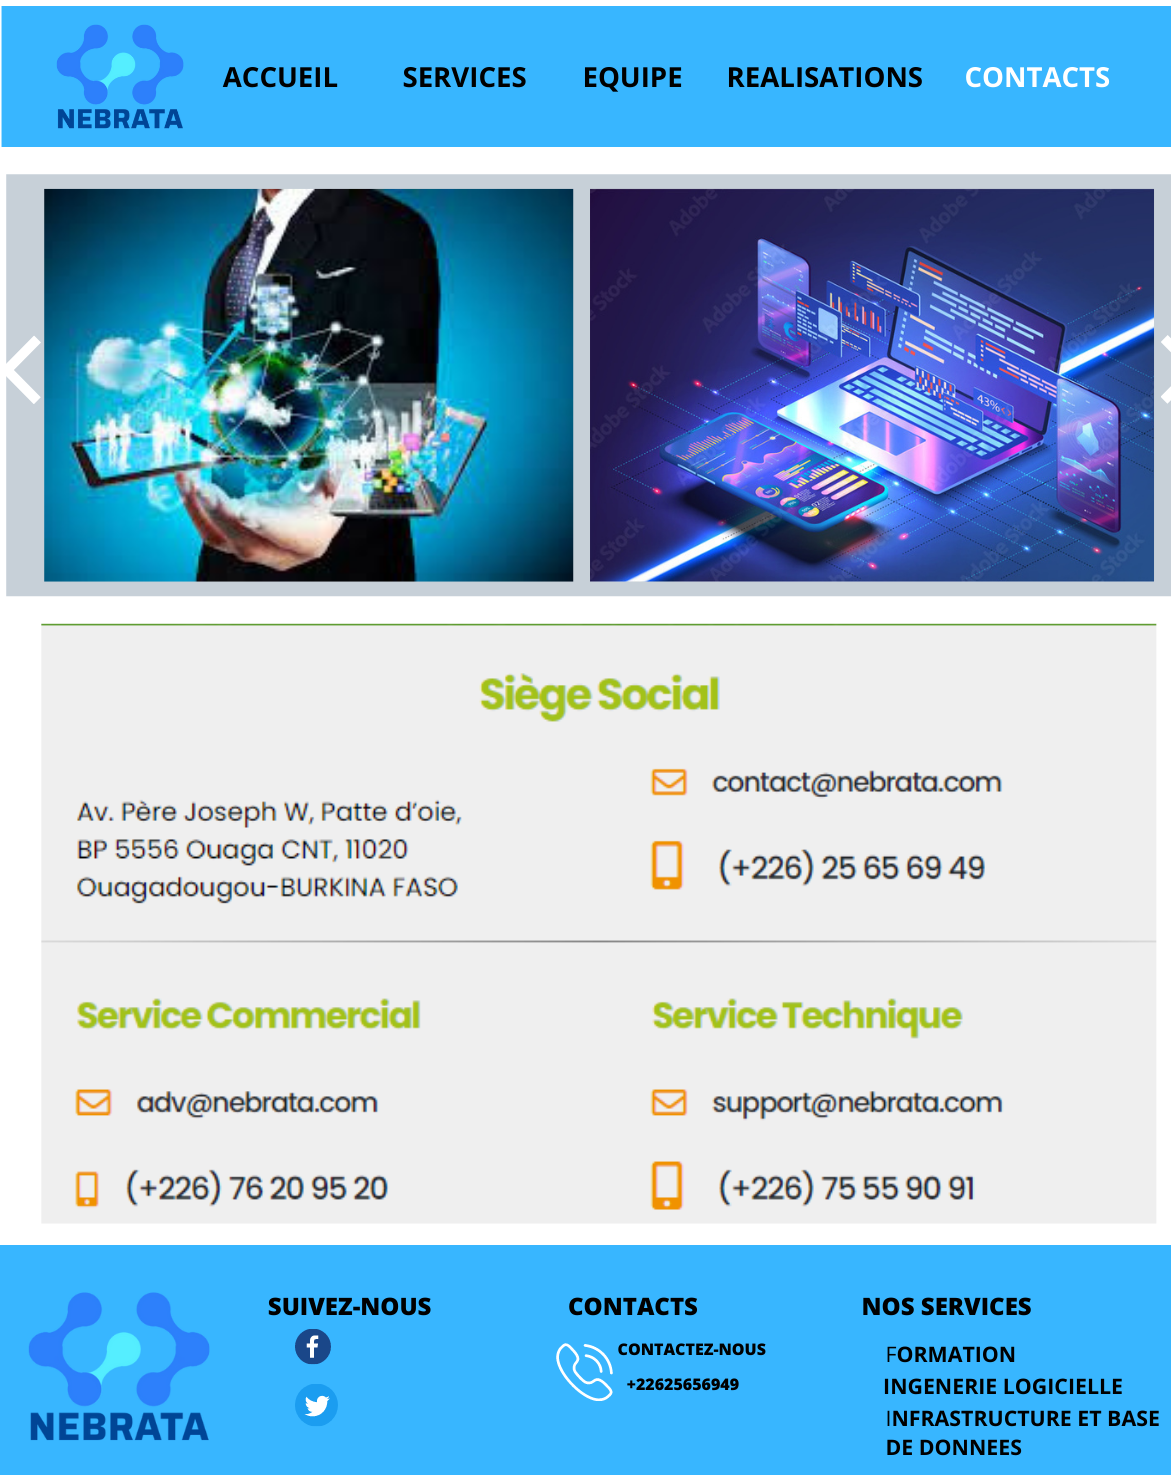 NEBRATA
ACCUEIL SERVICES EQUIPE REALISATIONS CONTACTS
Adobe Stock
43%
Siège Social
Av. Père Joseph W, Patte d’oie,
BP 5556 Ouaga CNT, 11020
Ouagadougou-BURKINA FASO
contact@nebrata.com
(+226) 25 65 69 49
Service Commercial
adv@nebrata.com
(+226) 76 20 95 20
Service Technique
support@nebrata.com
(+226) 75 55 90 91
NEBRATA
SUIVEZ-NOUS
CONTACTS
CONTACTEZ-NOUS
+22625656949
NOS SERVICES
FORMATION
INGENERIE LOGICIELLE
INFRASTRUCTURE ET BASE
DE DONNEES